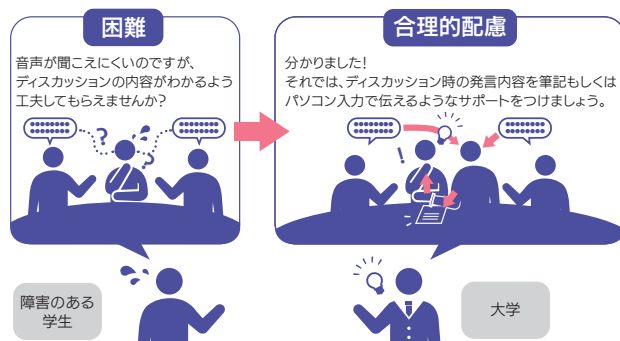 困難
音声が聞こえにくいのですが、
ディスカッションの内容がわかるよう
工夫してもらえませんか?
?
?
障害のある
学生
合理的配慮
分かりました!
それでは、ディスカッション時の発言内容を筆記もしくは
パソコン入力で伝えるようなサポートをつけましょう。
!
大学